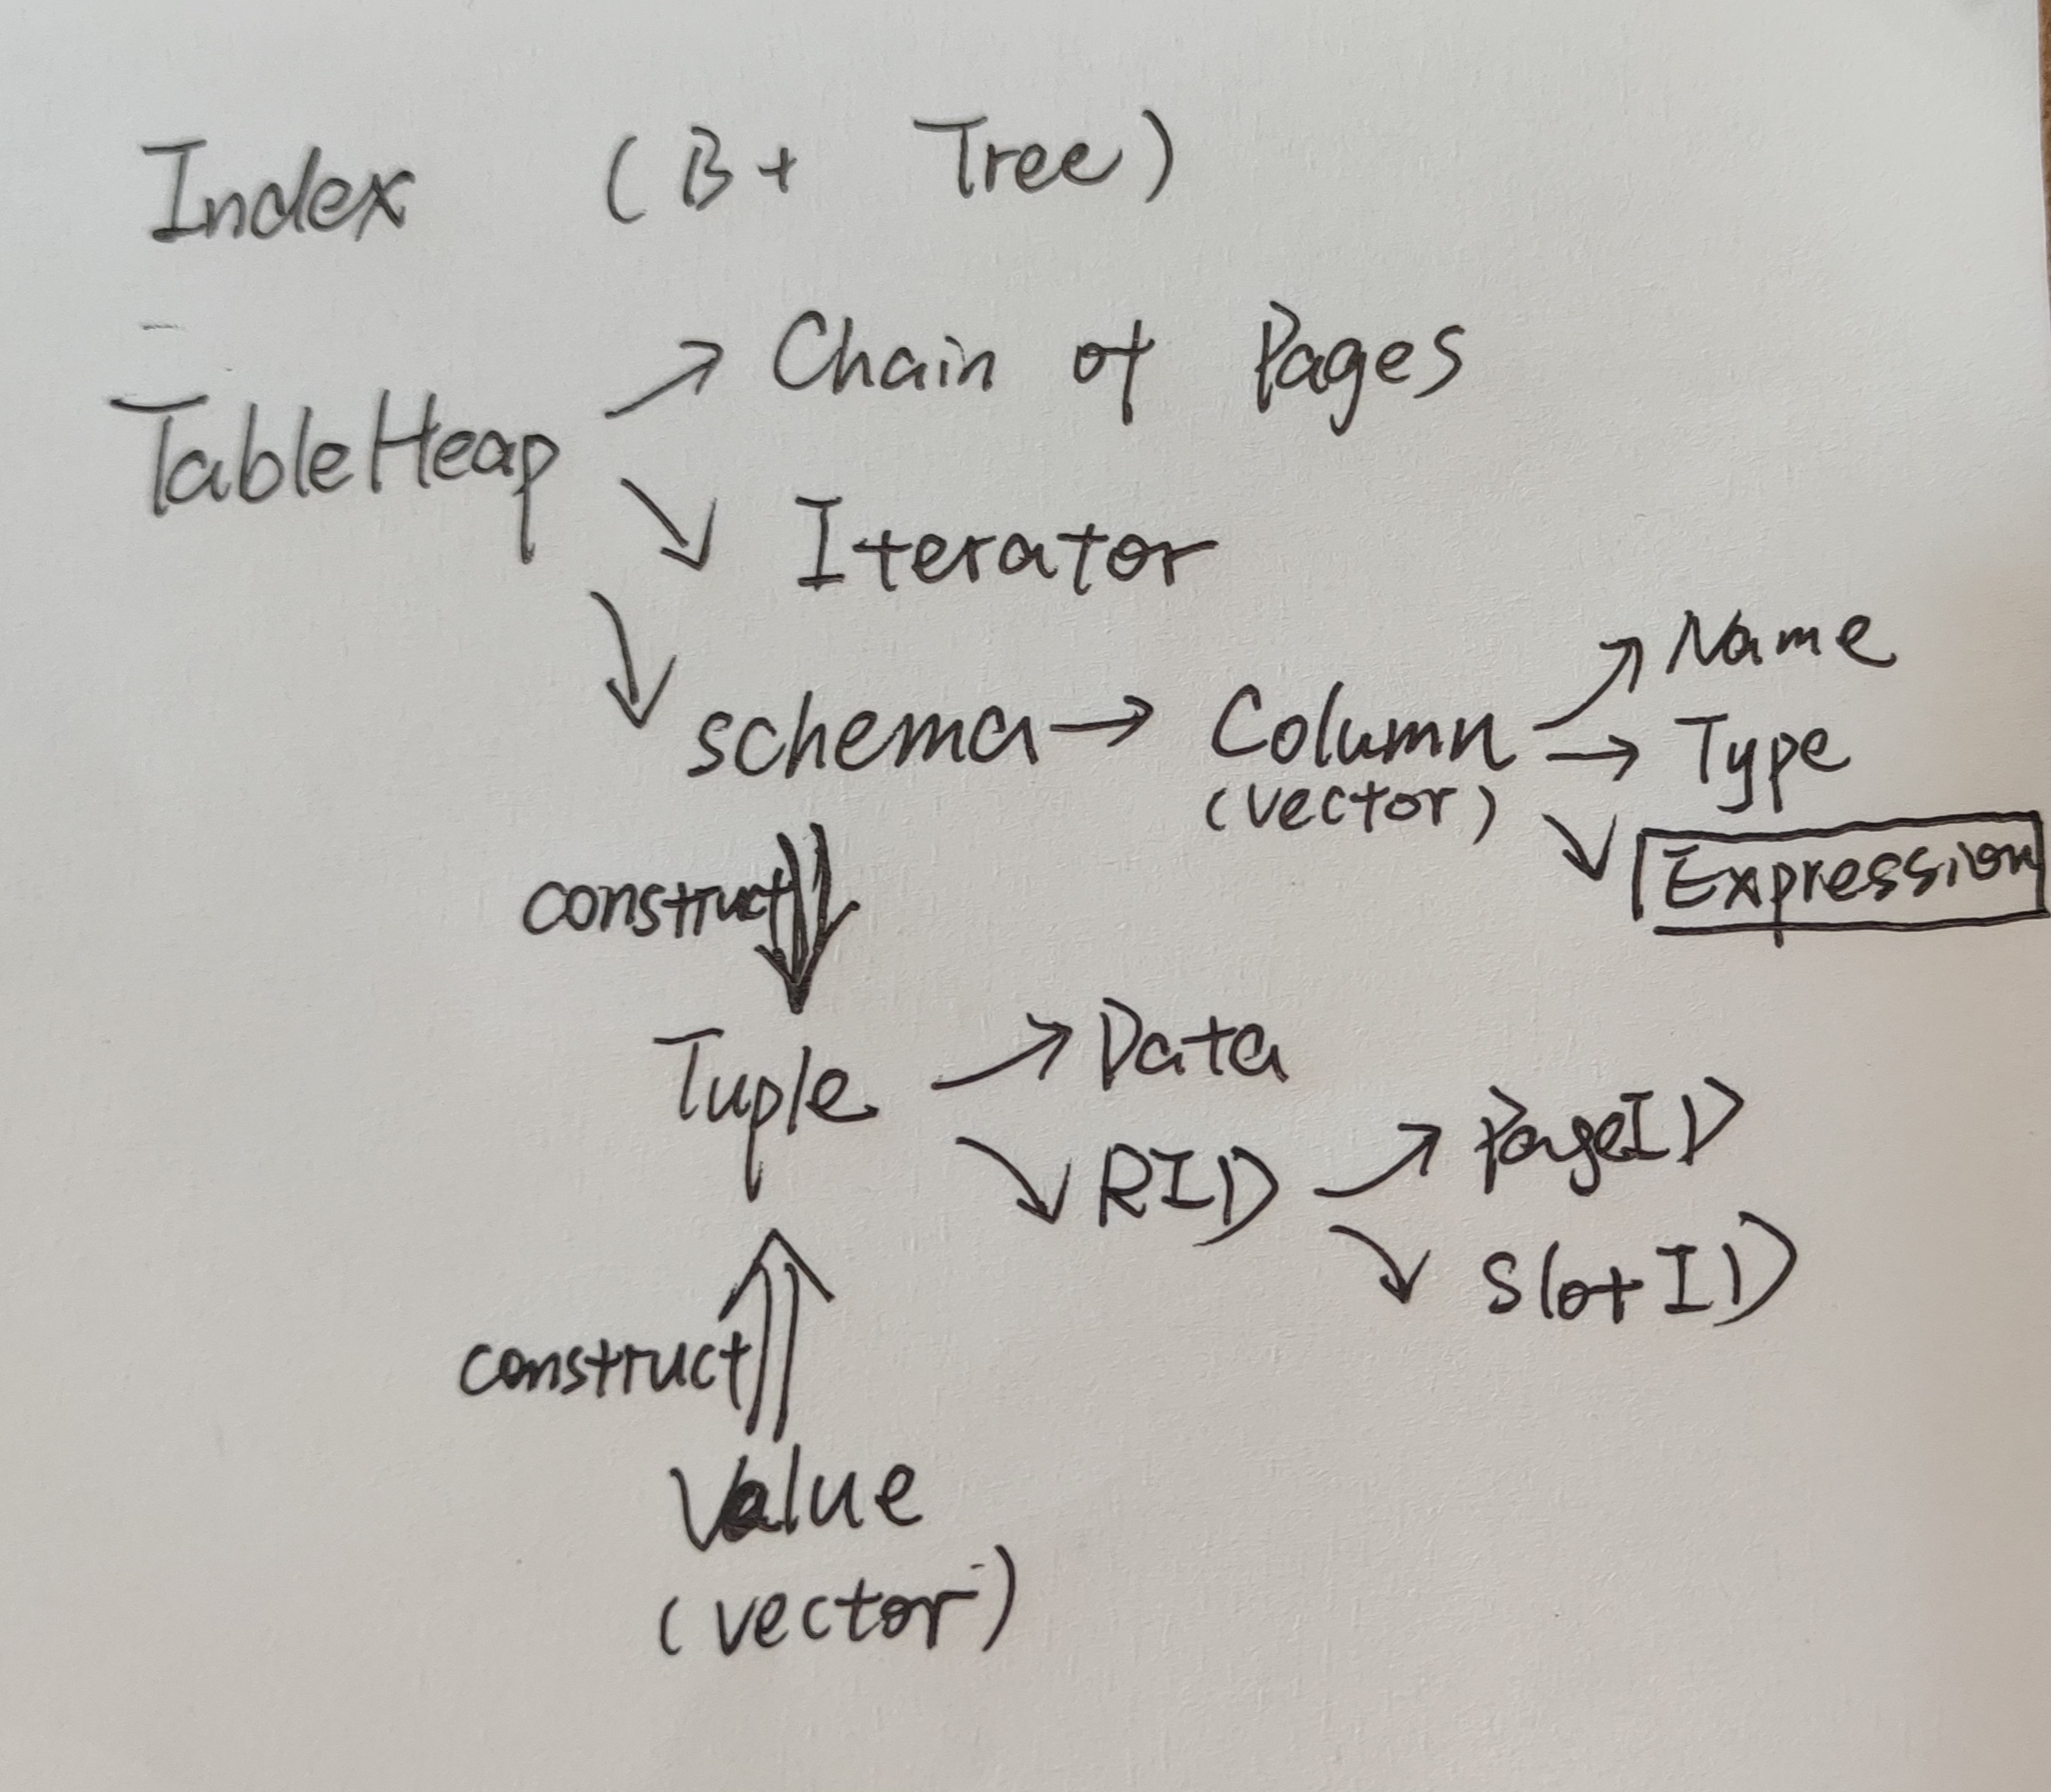 Index (B+ Tree)
Chain of Pages
TableHeap
Iterator
Name
schema → Column
Type
(vector)
Expression
construct
Data
Tuple
PageID
RID
SlotID
construct
Value
(vector)